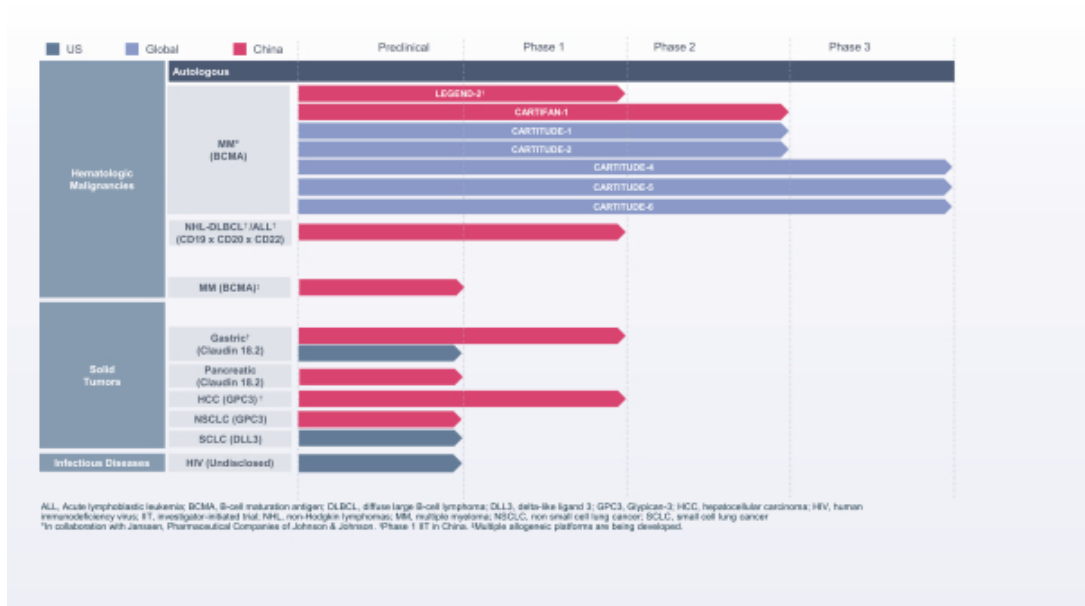 US Global China Preclinical Phase 1 Phase 2 Phase 3
Autologous
Hematologic
Malignancies
MM*
(BCMA)
LEGEND-2†
CARTIFAN-1
CARTITUDE-1
CARTITUDE-2
CARTITUDE-4
CARTITUDE-5
CARTITUDE-6
NHL-DLBCL†/ALL†
(CD19 x CD20 x CD22)
MM (BCMA)‡
Solid
Tumors
Gastric†
(Claudin 18.2)
Pancreatic
(Claudin 18.2)
HCC (GPC3) †
NSCLC (GPC3)
SCLC (DLL3)
Infectious Diseases HIV (Undisclosed)
ALL, Acute lymphoblastic leukemia; BCMA, B-cell maturation antigen; DLBCL, diffuse large B-cell lymphoma; DLL3, delta-like ligand 3; GPC3, Glypican-3; HCC, hepatocellular carcinoma; HIV, human
immunodeficiency virus; IIT, investigator-initiated trial; NHL, non-Hodgkin lymphomas; MM, multiple myeloma; NSCLC, non small cell lung cancer; SCLC, small cell lung cancer
*In collaboration with Janssen, Pharmaceutical Companies of Johnson & Johnson. †Phase 1 IIT in China. ‡Multiple allogeneic platforms are being developed.